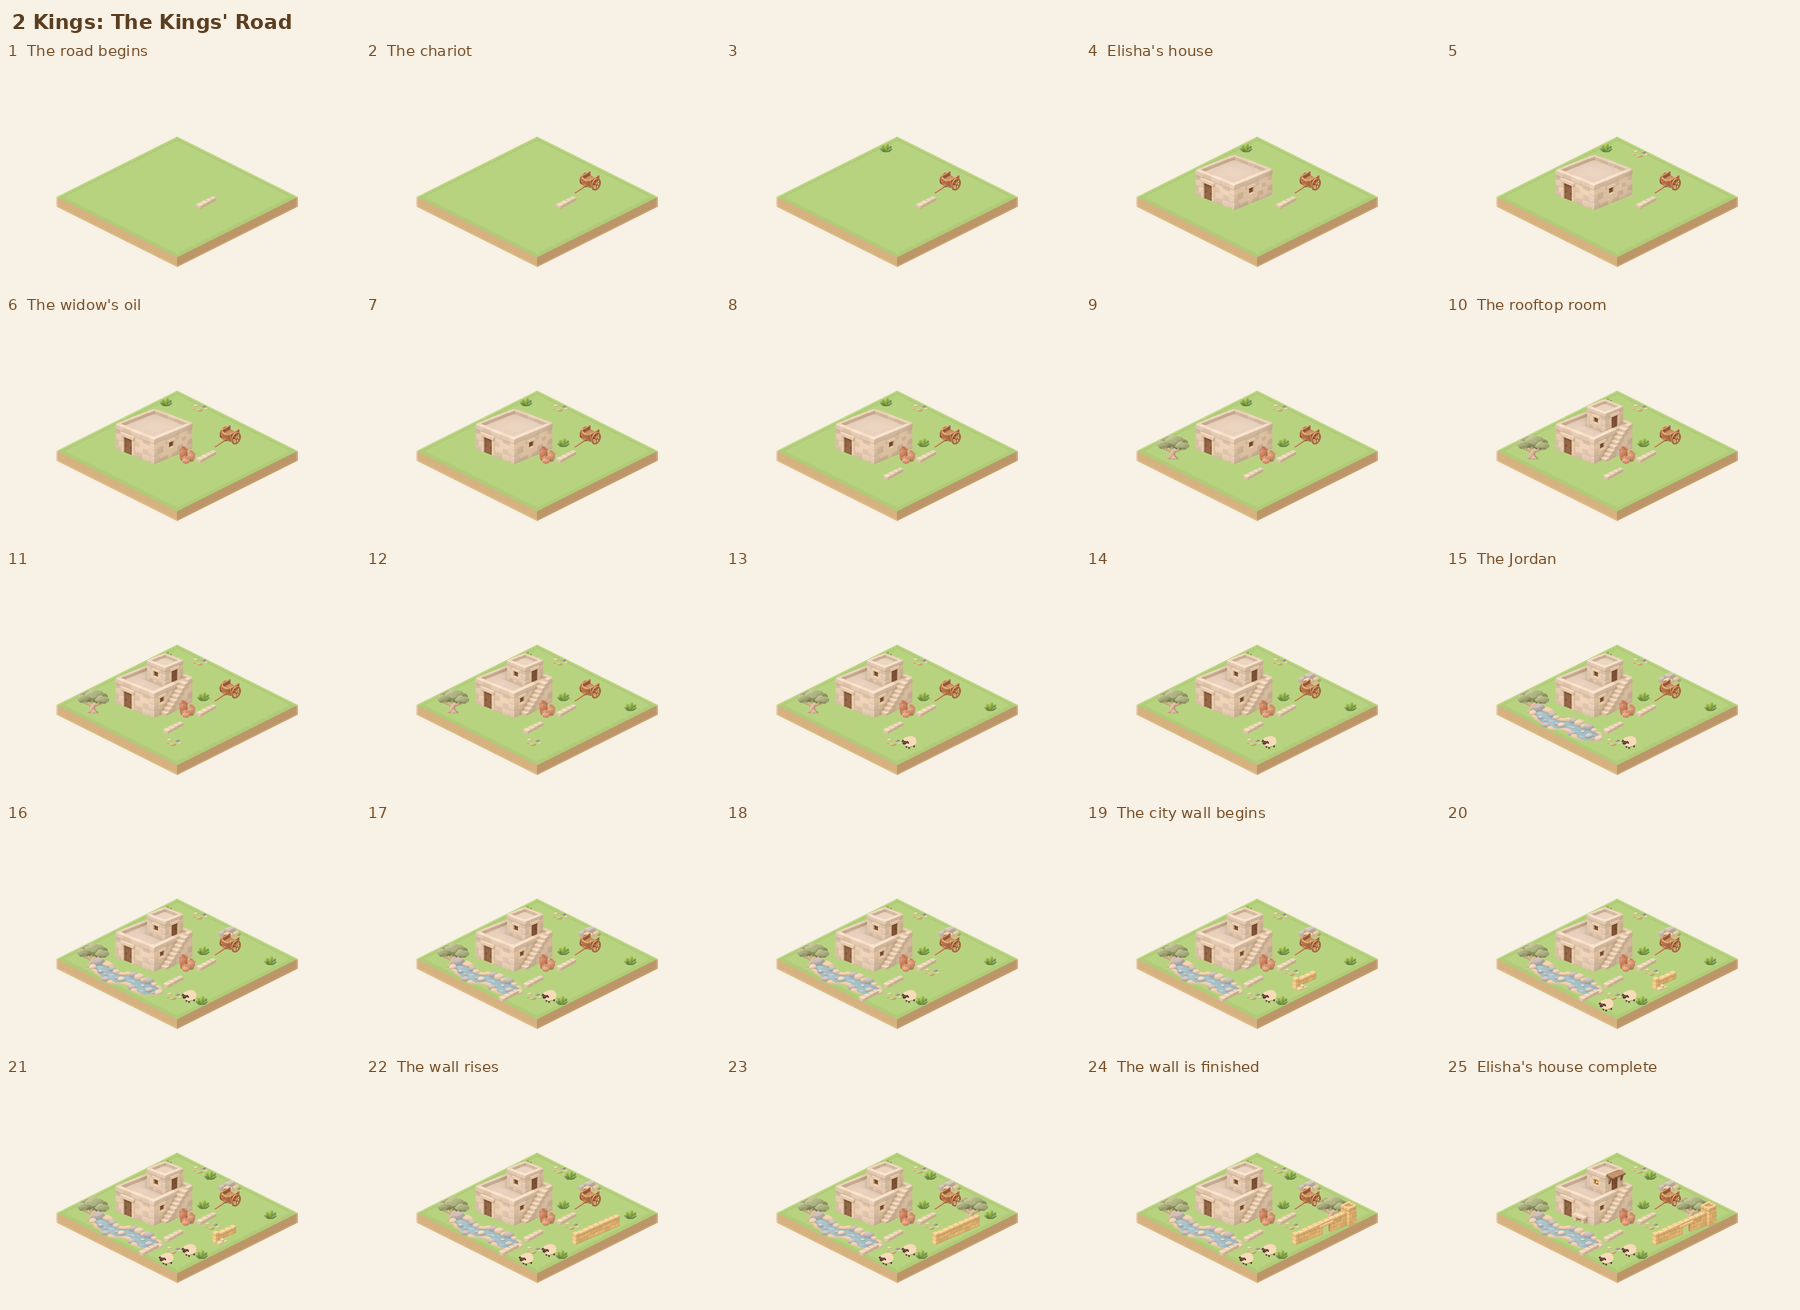 2 Kings: The Kings' Road
1 The road begins
2 The chariot
3
4 Elisha's house
5
6 The widow's oil
7
8
9
10 The rooftop room
11
12
13
14
15 The Jordan
16
17
18
19 The city wall begins
20
21
22 The wall rises
23
24 The wall is finished
25 Elisha's house complete